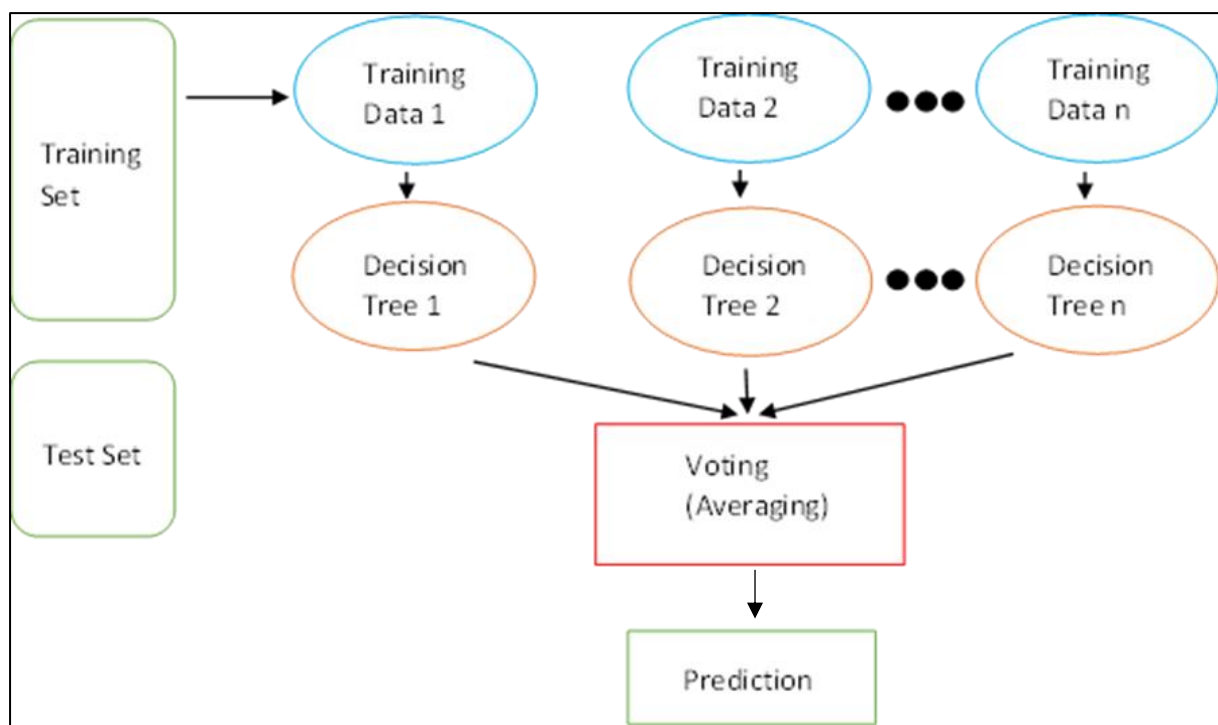 Training
Set
Training
Data 1
Training
Data 2
Training
Data n
Decision
Tree 1
Decision
Tree 2
Decision
Tree n
Test Set
Voting
(Averaging)
Prediction